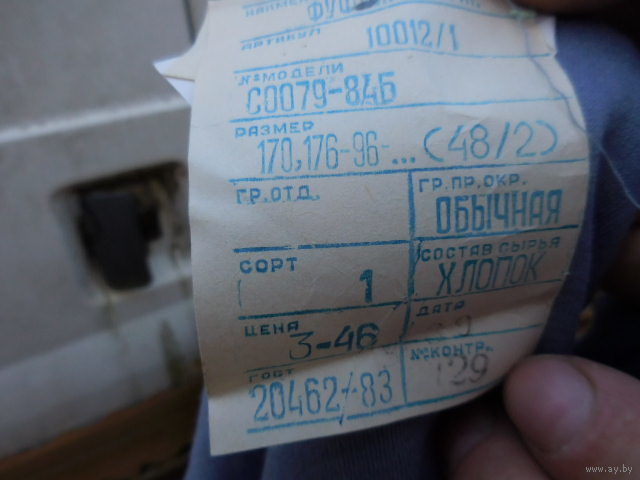 АРТИКУЛ 10012/1
№ МОДЕЛИ
С0079-84Б
РАЗМЕР
170,176-96-... (48/2)
ГР.ОТД.
ГР.ПР.ОКР.
ОБЫЧНАЯ
СОРТ
1
СОСТАВ СЫРЬЯ
ХЛОПОК
ЦЕНА
3-46
ДАТА
ГОСТ
20462-83
№ КОНТР.
29
www.ay.by